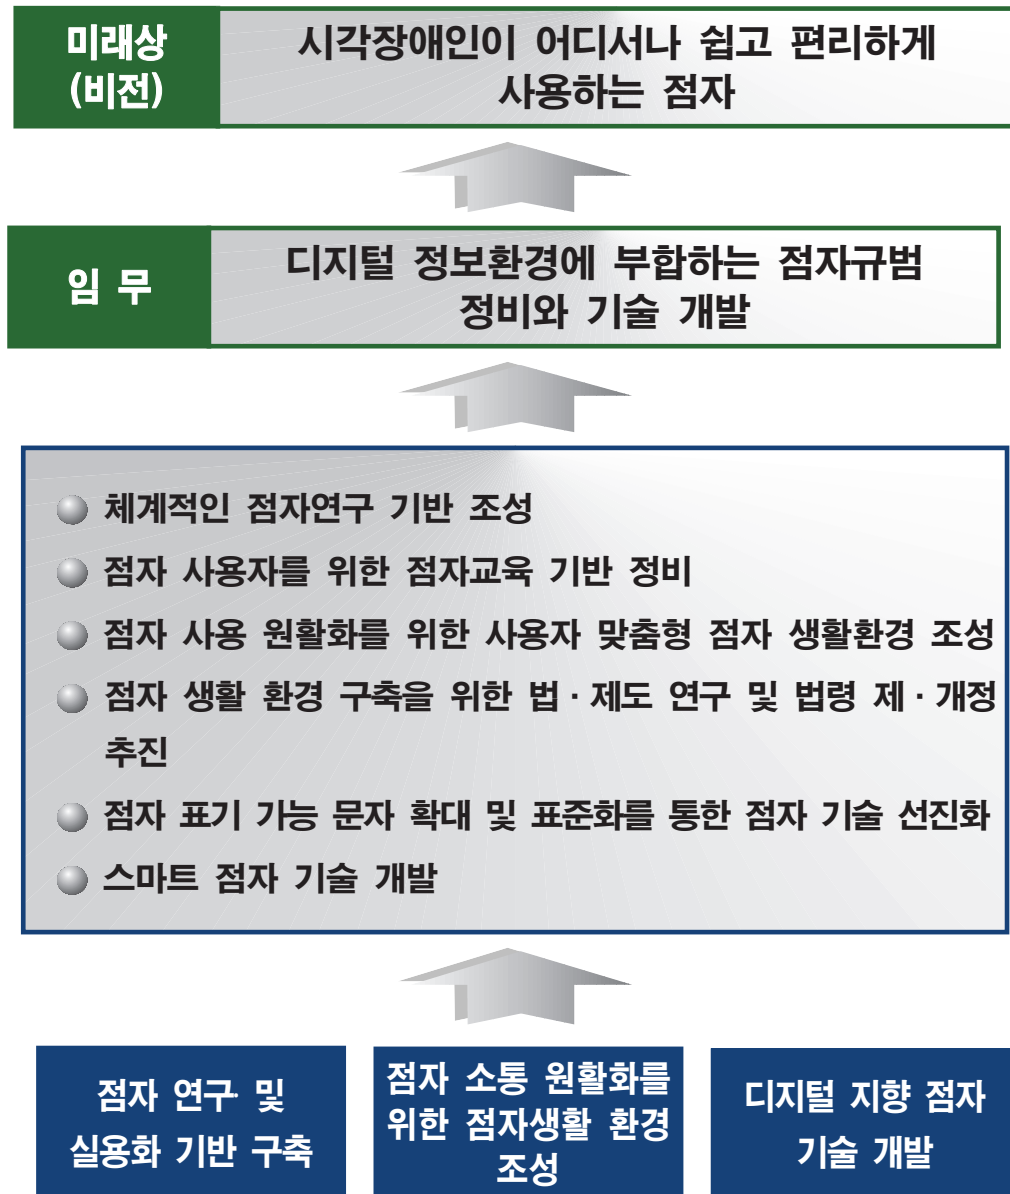 미래상
(비전)
시각장애인이 어디서나 쉽고 편리하게
사용하는 점자
임 무
디지털 정보환경에 부합하는 점자규범
정비와 기술 개발
체계적인 점자연구 기반 조성
점자 사용자를 위한 점자교육 기반 정비
점자 사용 원활화를 위한 사용자 맞춤형 점자 생활환경 조성
점자 생활 환경 구축을 위한 법·제도 연구 및 법령 제·개정
추진
점자 표기 가능 문자 확대 및 표준화를 통한 점자 기술 선진화
스마트 점자 기술 개발
점자 연구 및
실용화 기반 구축
점자 소통 원활화를
위한 점자생활 환경
조성
디지털 지향 점자
기술 개발